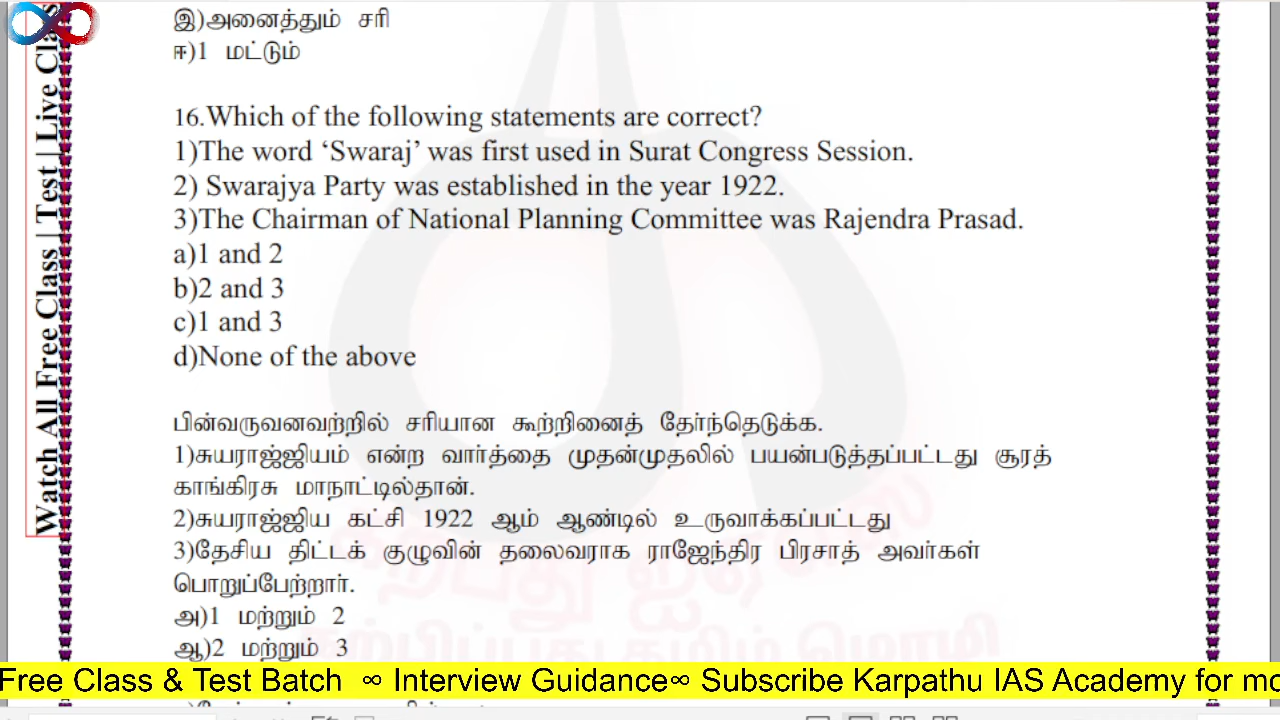 இ)அனைத்தும் சரி
ஈ)1 மட்டும்
16.Which of the following statements are correct?
1)The word ‘Swaraj’ was first used in Surat Congress Session.
2) Swarajya Party was established in the year 1922.
3)The Chairman of National Planning Committee was Rajendra Prasad.
a)1 and 2
b)2 and 3
c)1 and 3
d)None of the above
பின்வருவனவற்றில் சரியான கூற்றினைத் தேர்ந்தெடுக்க.
1)சுயராஜ்ஜியம் என்ற வார்த்தை முதன்முதலில் பயன்படுத்தப்பட்டது சூரத்
காங்கிரசு மாநாட்டில்தான்.
2)சுயராஜ்ஜிய கட்சி 1922 ஆம் ஆண்டில் உருவாக்கப்பட்டது
3)தேசிய திட்டக் குழுவின் தலைவராக ராஜேந்திர பிரசாத் அவர்கள்
பொறுப்பேற்றார்.
அ)1 மற்றும் 2
ஆ)2 மற்றும் 3
Watch All Free Class | Test | Live Clas
Free Class & Test Batch ∞ Interview Guidance∞ Subscribe Karpathu IAS Academy for mo